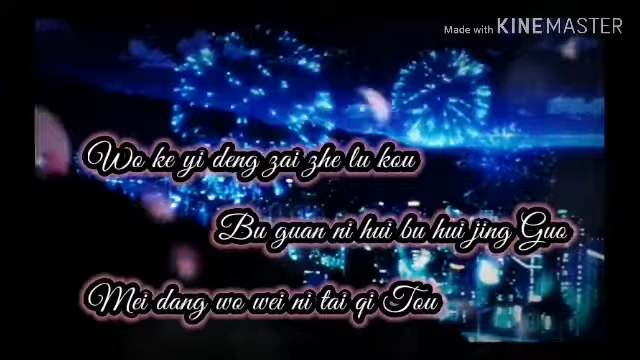 Made with KINEMASTER
Wo ke yi deng zai zhe lu kou
Bu guan ni hui bu hui jing Guo
Mei dang wo wei ni tai qi Tou